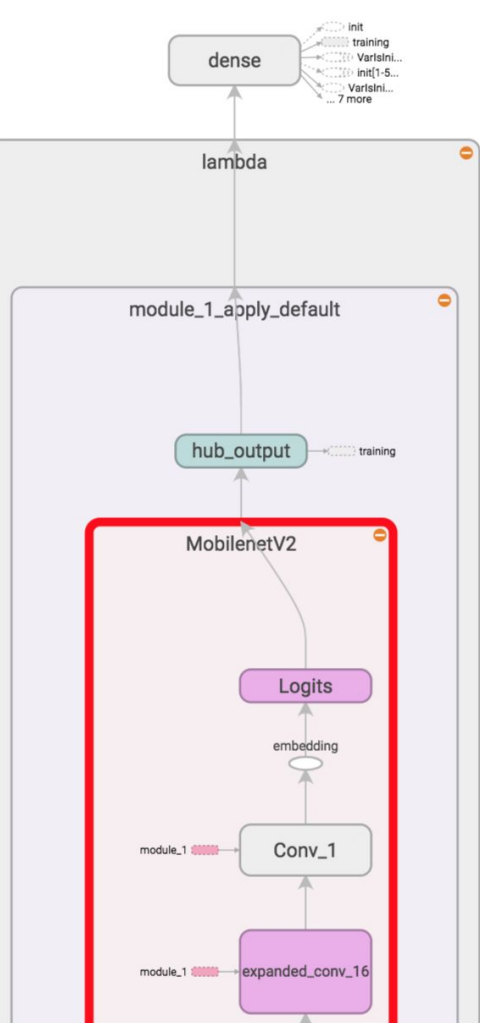 init
training
dense
VarIsIni...
init[1-5...
VarIsIni...
... 7 more
lambda
module_1_apply_default
hub_output
training
MobilenetV2
Logits
embedding
module_1
Conv_1
module_1
expanded_conv_16